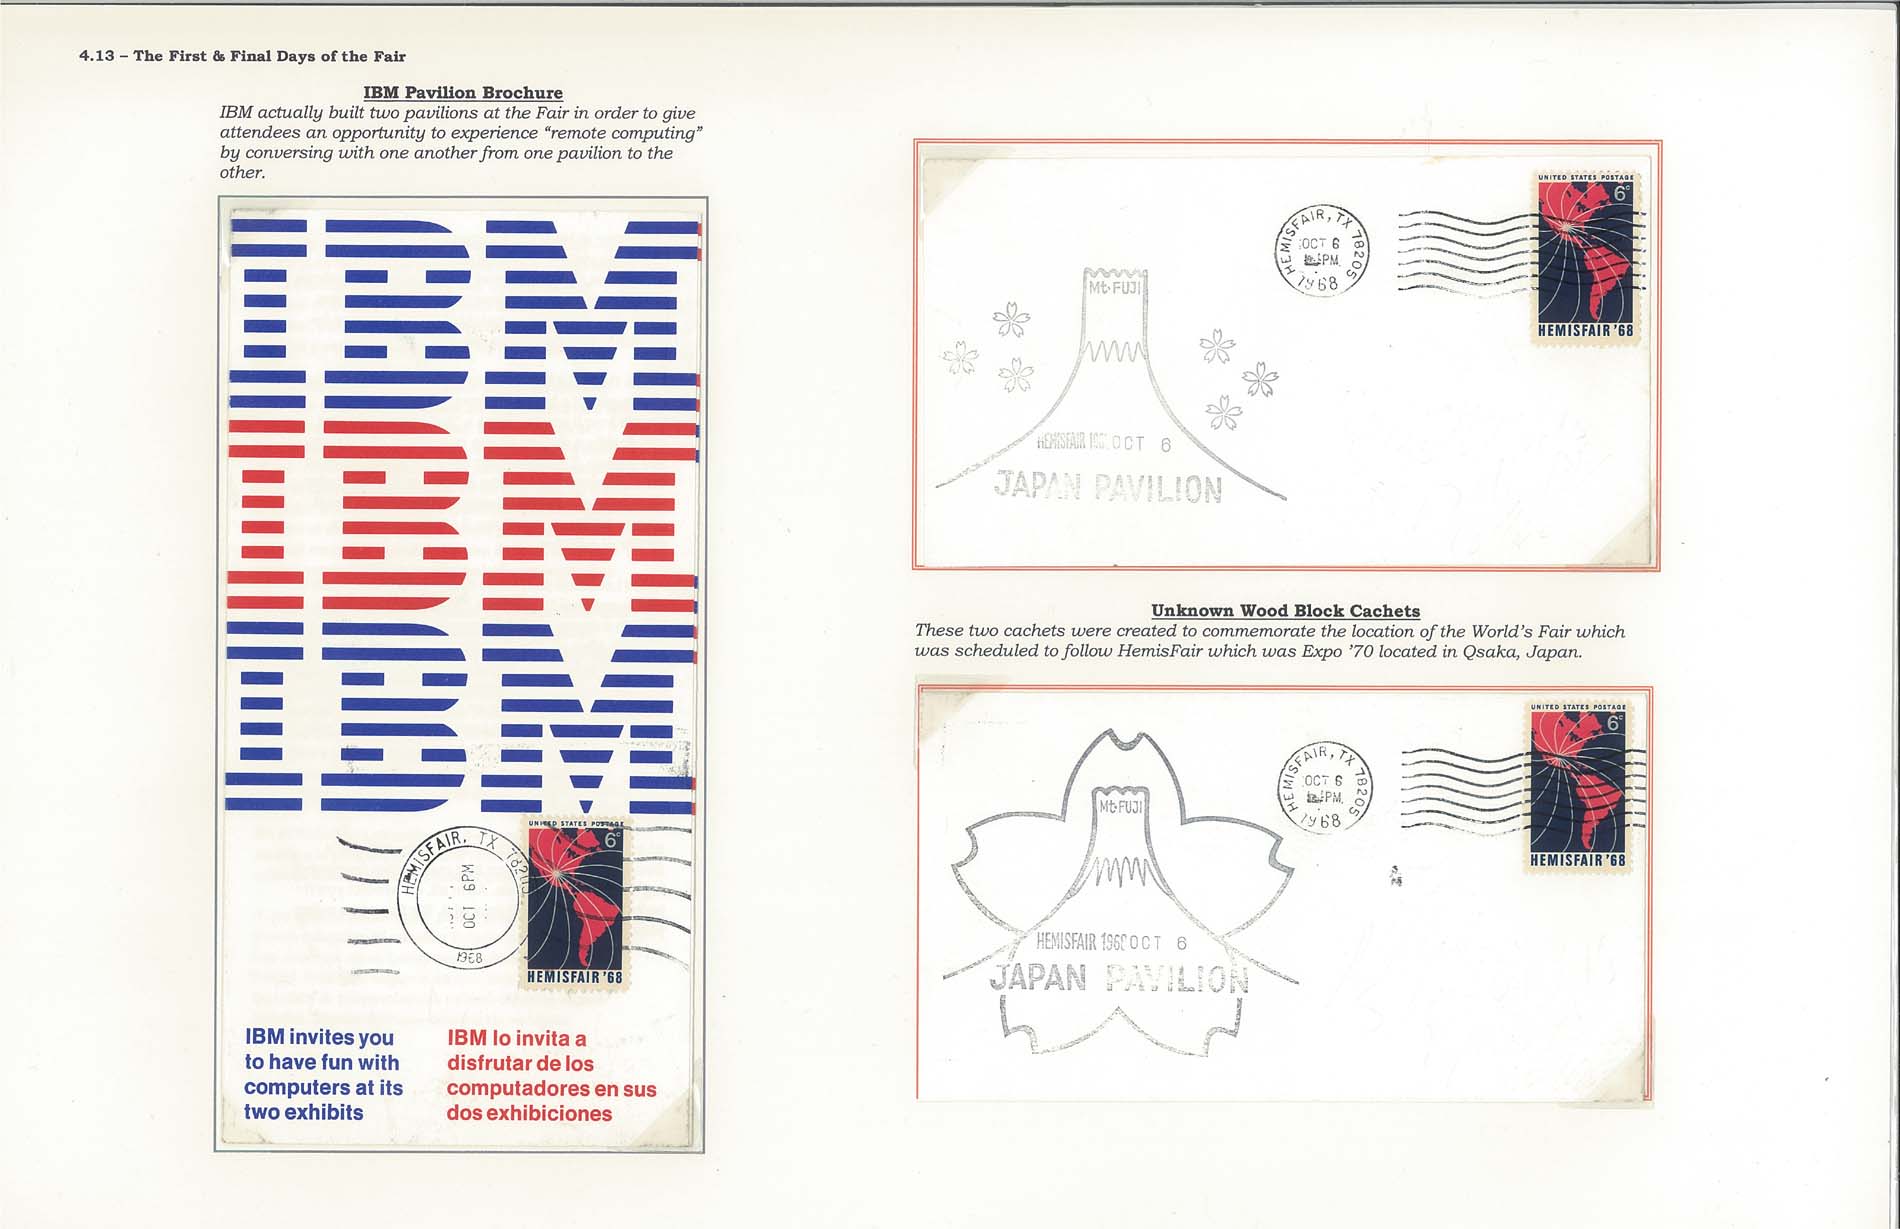 4.13 – The First & Final Days of the Fair
IBM Pavilion Brochure
IBM actually built two pavilions at the Fair in order to give
attendees an opportunity to experience “remote computing”
by conversing with one another from one pavilion to the
other.
IBM
IBM
IBM
UNITED STATES POSTAGE
6c
HEMISFAIR '68
HEMISFAIR, TX 78205
OCT 6PM
1968
IBM invites you
to have fun with
computers at its
two exhibits
IBM lo invita a
disfrutar de los
computadores en sus
dos exhibiciones
UNITED STATES POSTAGE
6c
HEMISFAIR '68
HEMISFAIR, TX 78205
OCT 6
PM
1968
Mt FUJI
HEMISFAIR OCT 6
JAPAN PAVILION
Unknown Wood Block Cachets
These two cachets were created to commemorate the location of the World’s Fair which
was scheduled to follow HemisFair which was Expo ’70 located in Qsaka, Japan.
UNITED STATES POSTAGE
6c
HEMISFAIR '68
HEMISFAIR, TX 78205
OCT 6
PM
1968
Mt FUJI
HEMISFAIR OCT 6
JAPAN PAVILION